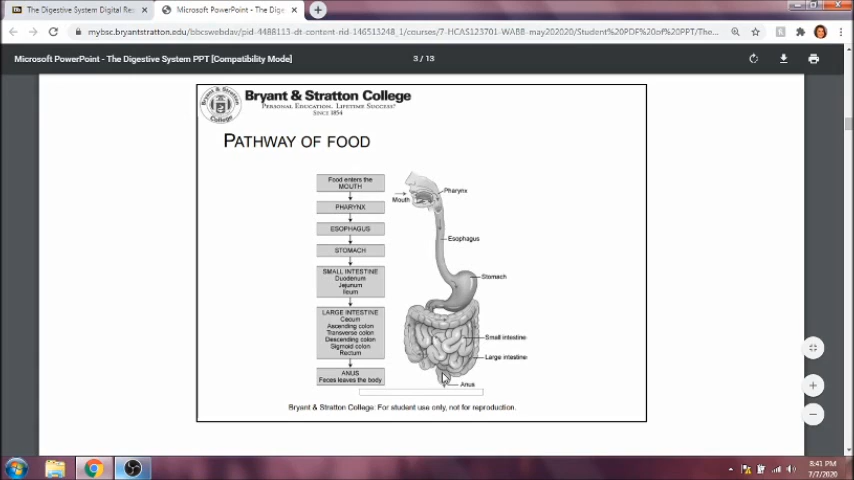 The Digestive System Digital Re
Microsoft PowerPoint - The Dige
mybsc.bryantstratton.edu/bbcswebdav/pid-4488113-dt-content-rid-146513248_1/courses/7-HCAS123701-WABB-may202020/Student%20PDF%20of%20PPT/The...
Microsoft PowerPoint - The Digestive System PPT [Compatibility Mode]
3 / 13
Bryant & Stratton College
Bryant & Stratton College
PERSONAL EDUCATION. LIFETIME SUCCESS.®
SINCE 1854
PATHWAY OF FOOD
Food enters the
MOUTH
PHARYNX
ESOPHAGUS
STOMACH
SMALL INTESTINE
Duodenum
Jejunum
Ileum
LARGE INTESTINE
Cecum
Ascending colon
Transverse colon
Descending colon
Sigmoid colon
Rectum
ANUS
Feces leaves the body
Mouth
Pharynx
Esophagus
Stomach
Small intestine
Large intestine
Anus
Bryant & Stratton College: For student use only, not for reproduction.
8:41 PM
7/7/2020